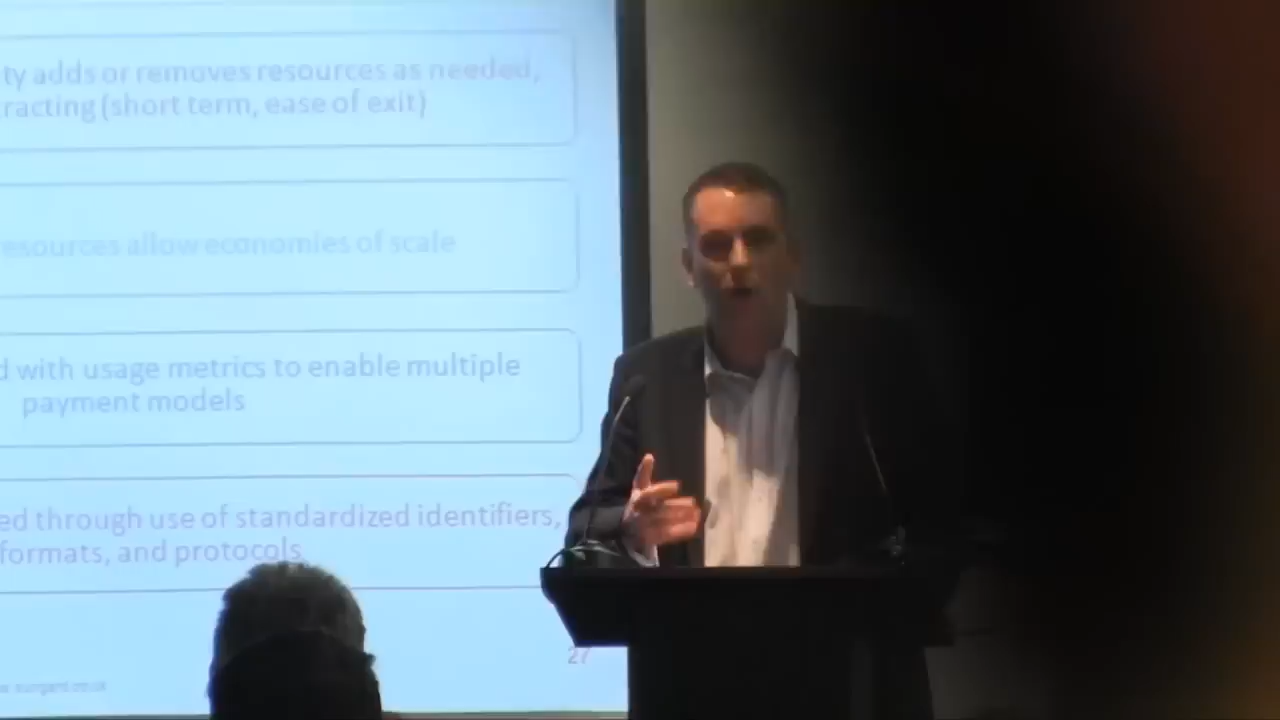 ty adds or removes resources as needed,
racting (short term, ease of exit)
esources allow economies of scale
d with usage metrics to enable multiple
payment models
ed through use of standardized identifiers,
formats, and protocols
27